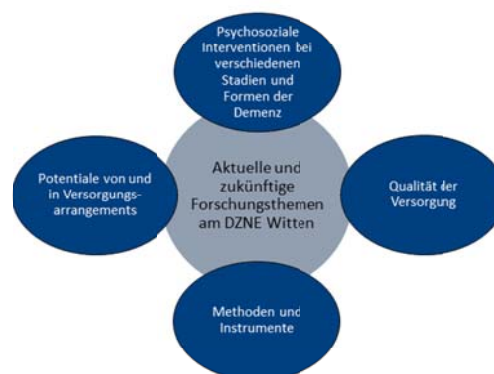 Psychosoziale
Interventionen bei
verschiedenen
Stadien und
Formen der
Demenz
Potentiale von und
in Versorgungs-
arrangements
Aktuelle und
zukünftige
Forschungsthemen
am DZNE Witten
Qualität der
Versorgung
Methoden und
Instrumente